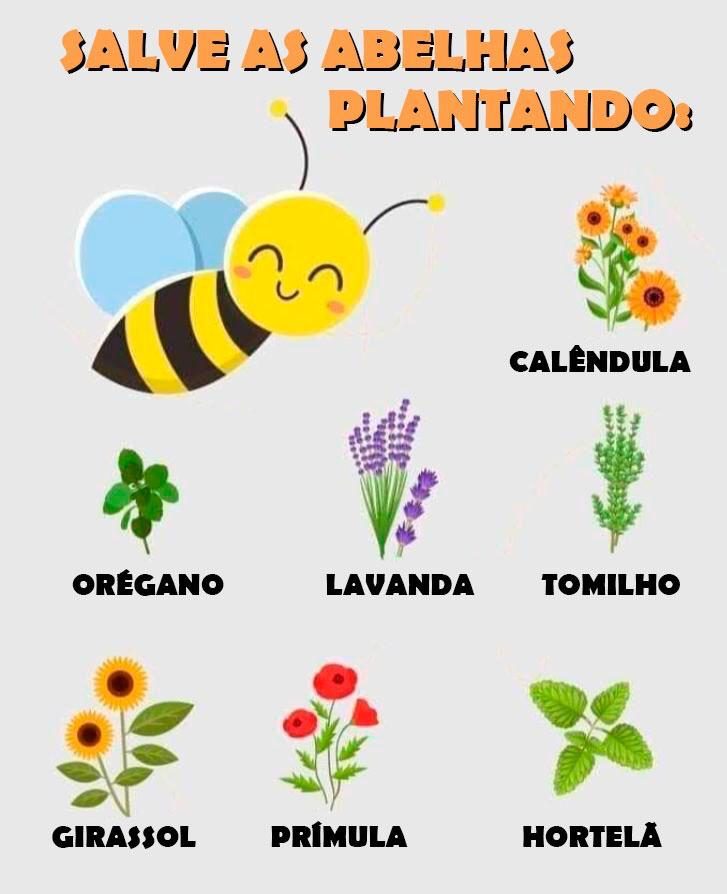 SALVE AS ABELHAS
PLANTANDO:
CALÊNDULA
ORÉGANO
LAVANDA
TOMILHO
GIRASSOL
PRÍMULA
HORTELÃ